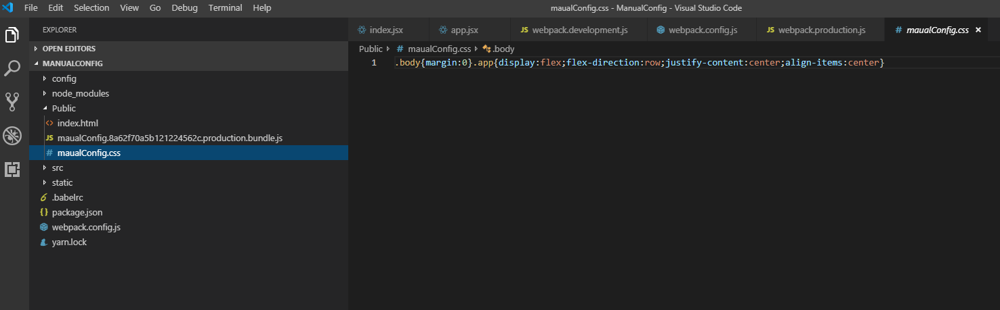 File Edit Selection View Go Debug Terminal Help
maualConfig.css - ManualConfig - Visual Studio Code
EXPLORER
OPEN EDITORS
MANUALCONFIG
config
node_modules
Public
index.html
JS maualConfig.8a62f70a5b121224562c.production.bundle.js
# maualConfig.css
src
static
.babelrc
{} package.json
webpack.config.js
yarn.lock
index.jsx app.jsx JS webpack.development.js webpack.config.js JS webpack.production.js # maualConfig.css ×
Public # maualConfig.css .body
1 .body{margin:0}.app{display:flex;flex-direction:row;justify-content:center;align-items:center}